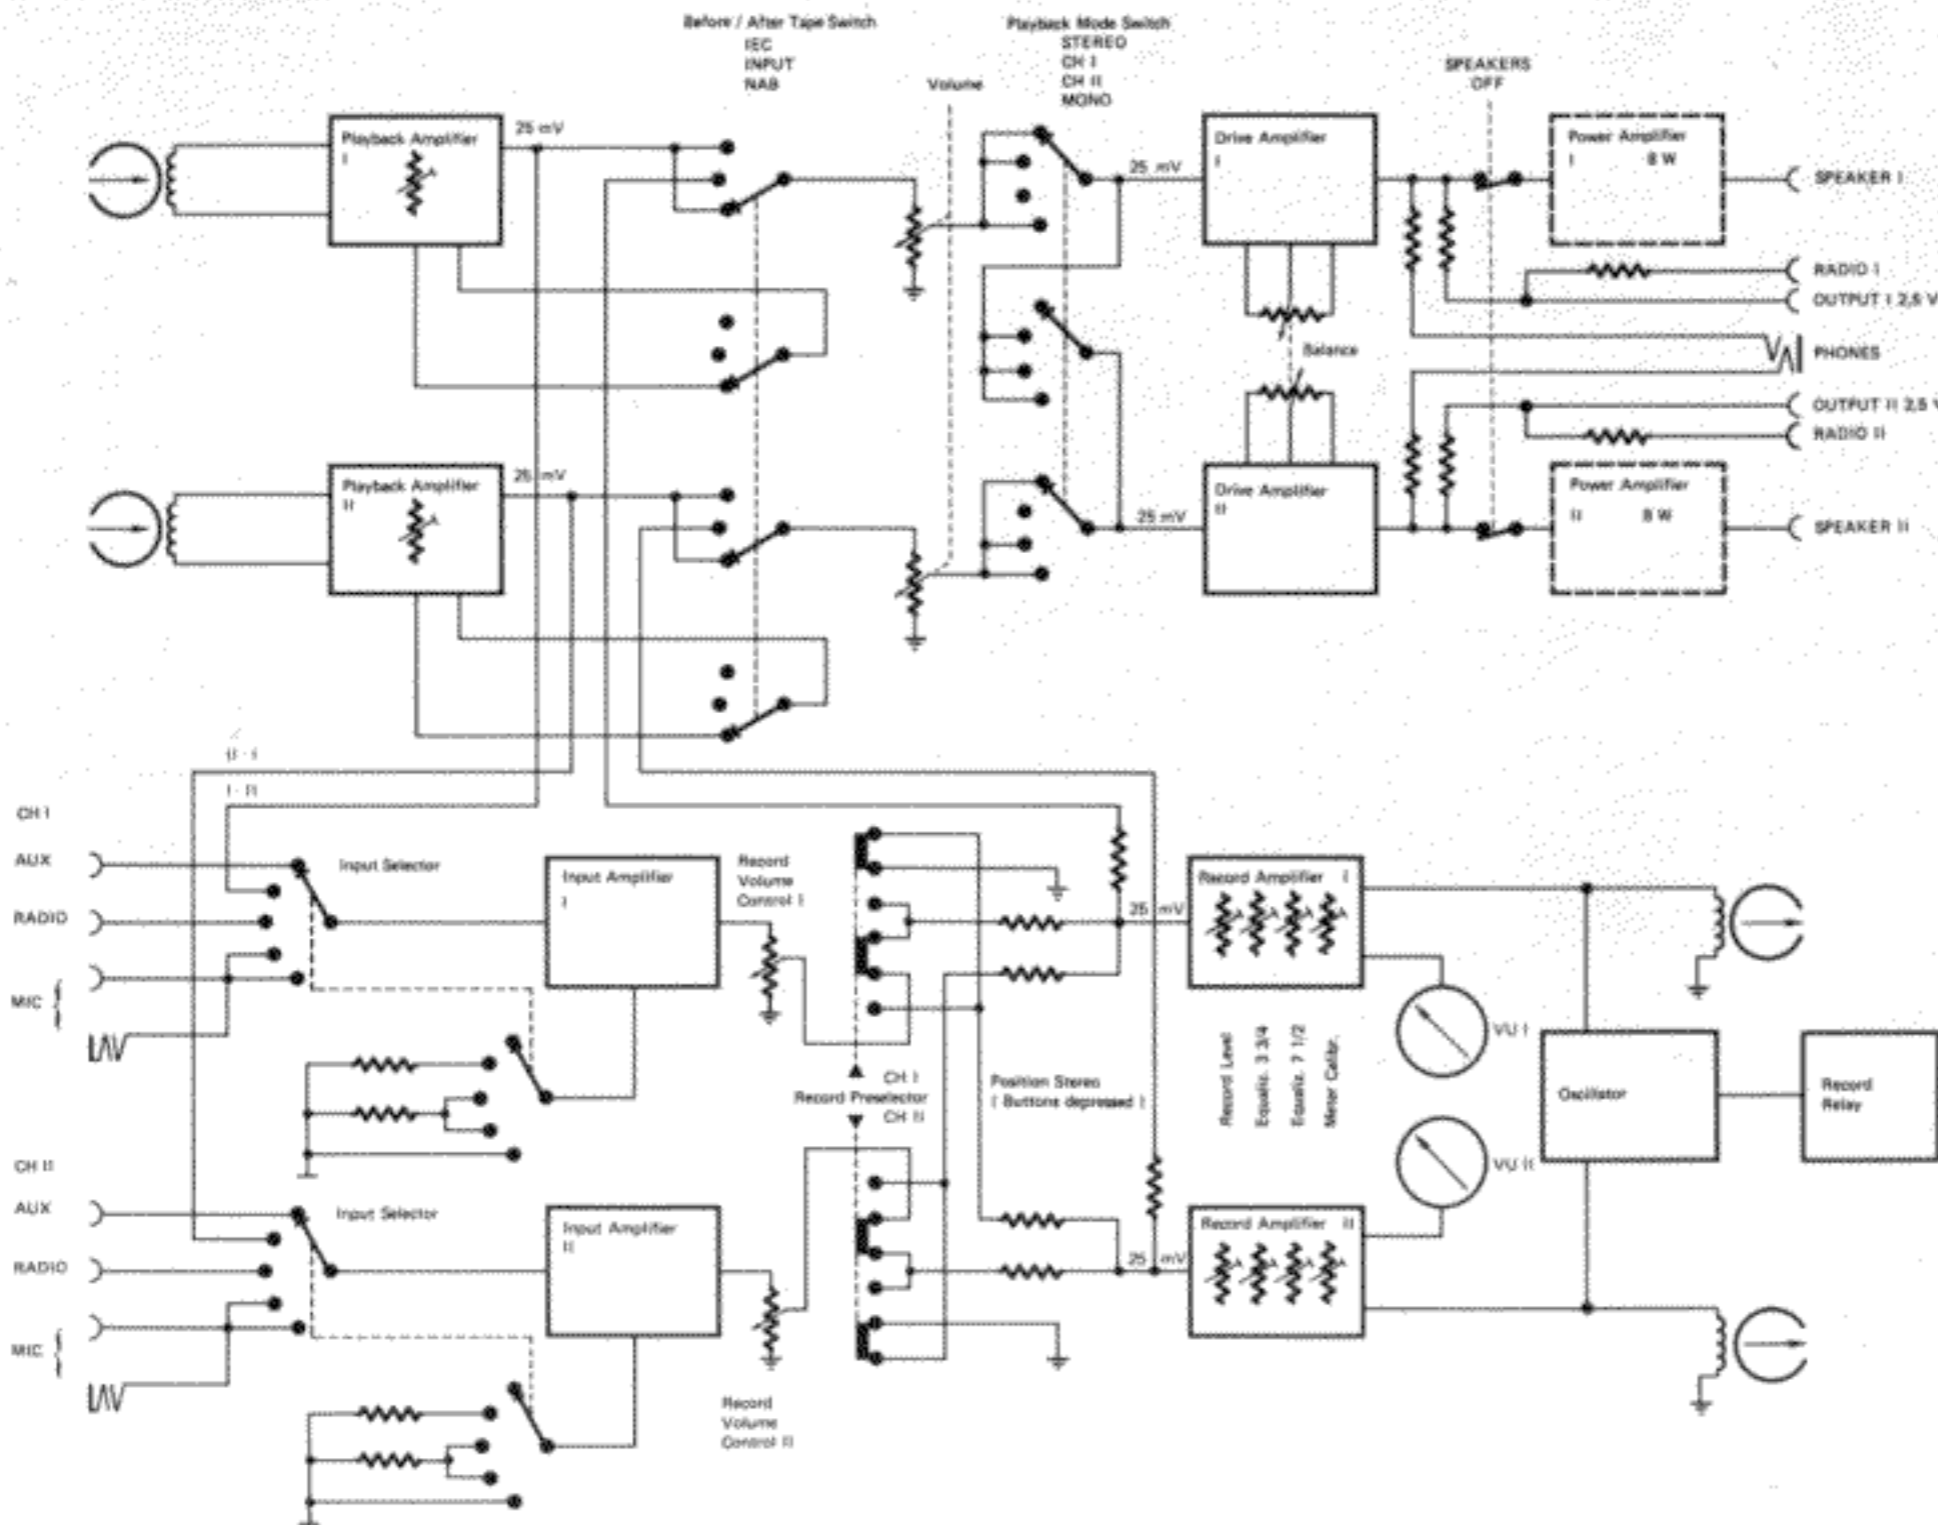 Before / After Tape Switch
IEC
INPUT
NAB
Volume
Playback Mode Switch
STEREO
CH I
CH II
MONO
SPEAKERS
OFF
Playback Amplifier
I
25 mV
25 mV
Drive Amplifier
I
Power Amplifier
I 8 W
SPEAKER I
RADIO I
OUTPUT I 2,5 V
Balance
PHONES
OUTPUT II 2,5 V
RADIO II
Playback Amplifier
II
25 mV
25 mV
Drive Amplifier
II
Power Amplifier
II 8 W
SPEAKER II
II - I
I - II
CH I
AUX
Input Selector
RADIO
MIC
Input Amplifier
I
Record
Volume
Control I
25 mV
Record Amplifier I
Record Level
Equaliz. 3 3/4
Equaliz. 7 1/2
Meter Calibr.
VU I
CH I
Record Preselector
CH II
Position Stereo
( Buttons depressed )
Oscillator
Record
Relay
VU II
CH II
AUX
Input Selector
RADIO
MIC
Input Amplifier
II
25 mV
Record Amplifier II
Record
Volume
Control II